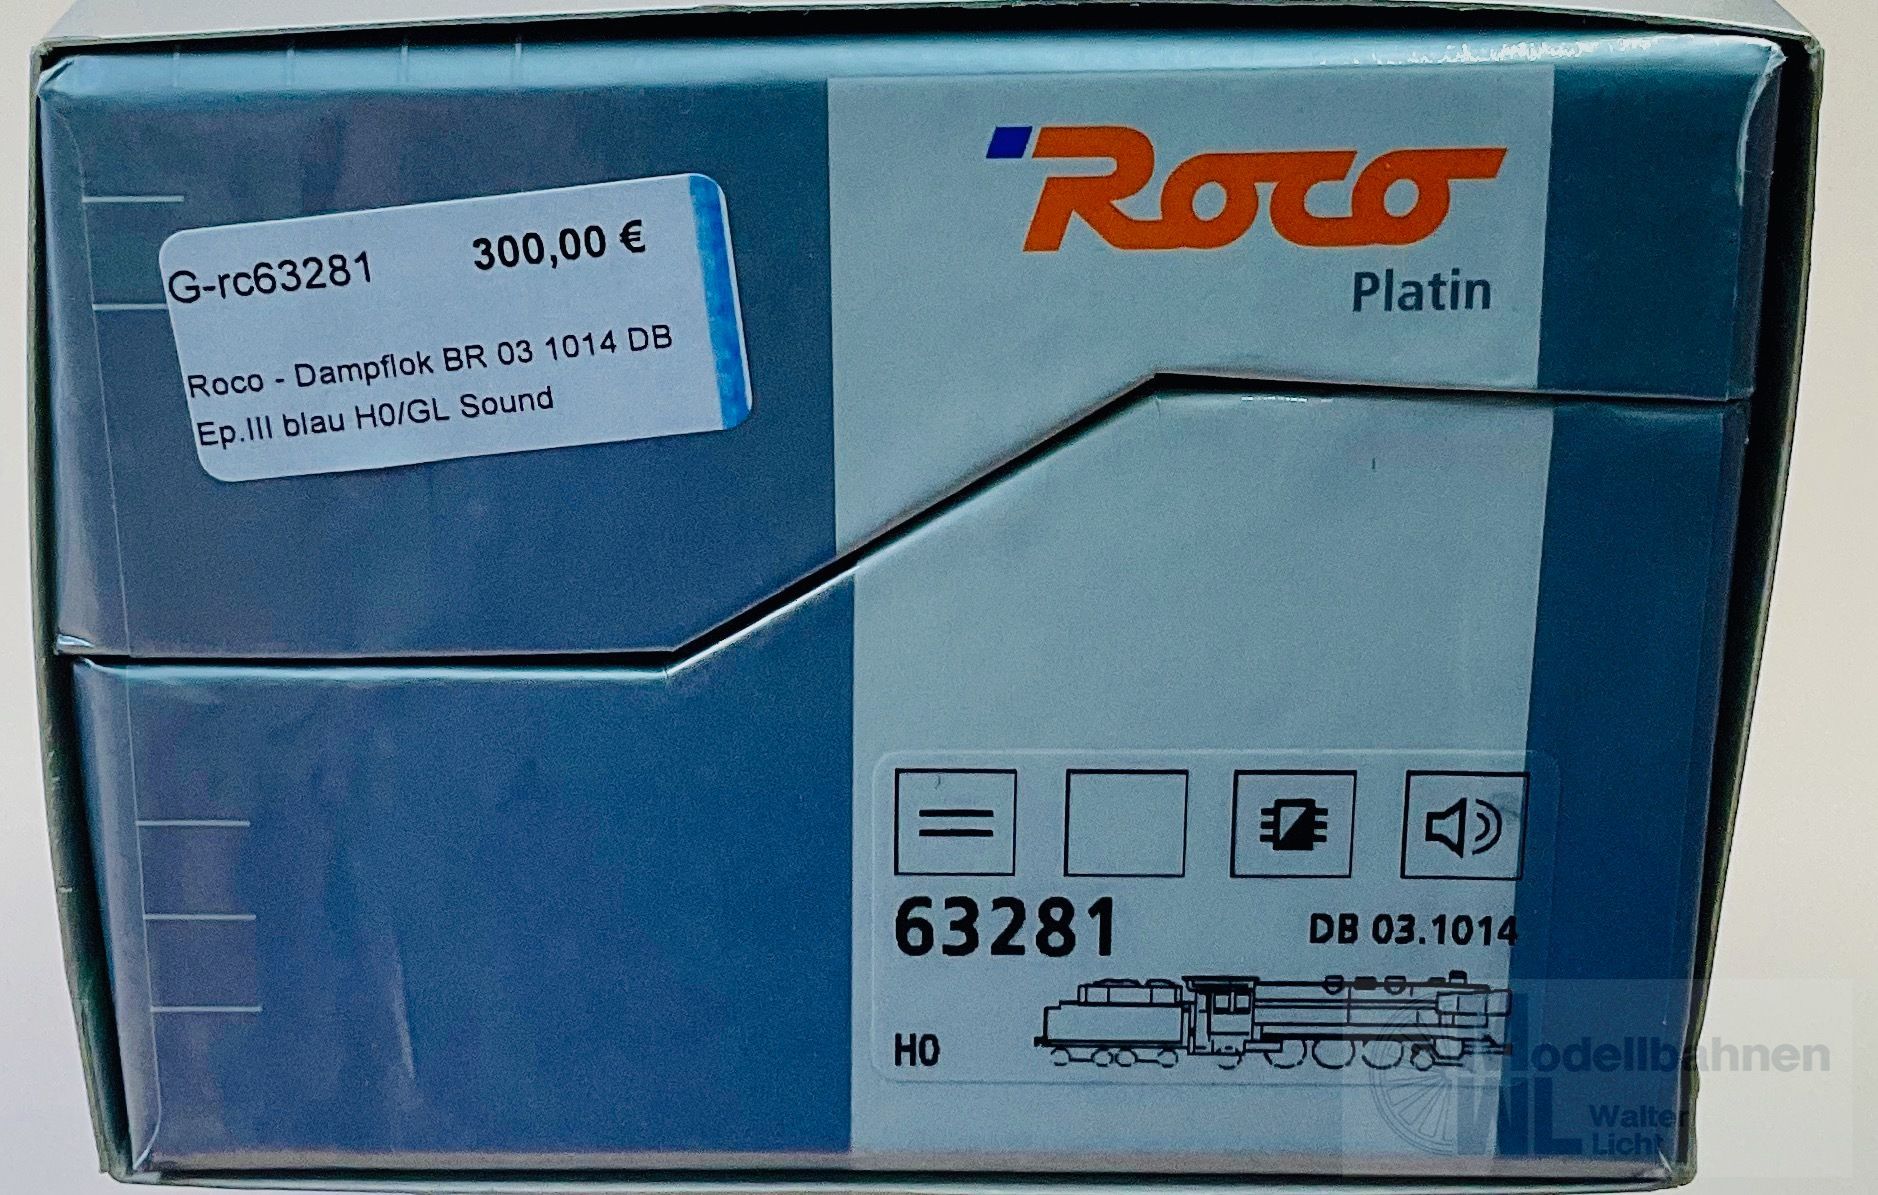 Roco
Platin
G-rc63281 300,00 €
Roco - Dampflok BR 03 1014 DB
Ep.III blau H0/GL Sound
63281 DB 03.1014
H0
Modellbahnen
WL Walter
Licht